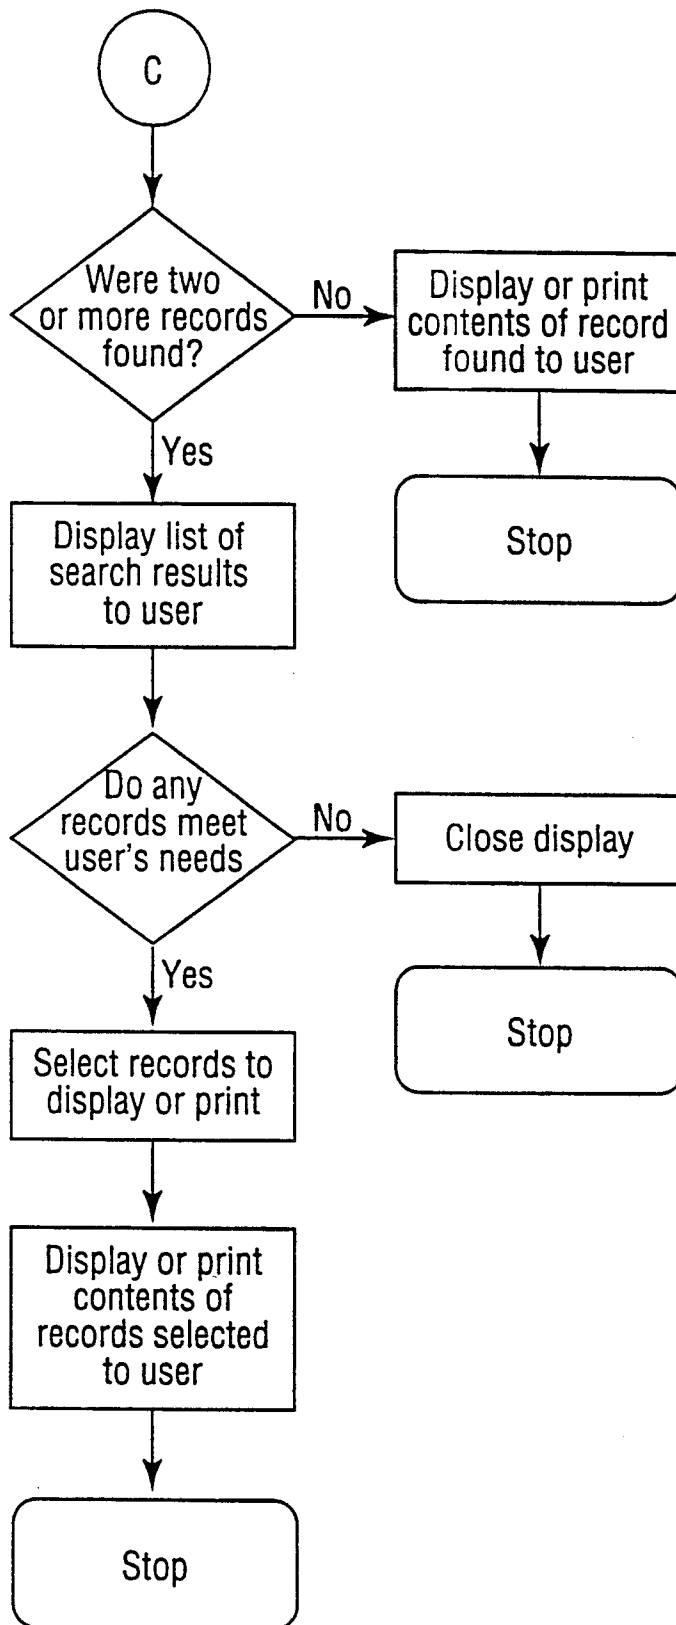 C
Were two
or more records
found?
No
Display or print
contents of record
found to user
Yes
Stop
Display list of
search results
to user
Do any
records meet
user's needs
No
Close display
Yes
Stop
Select records to
display or print
Display or print
contents of
records selected
to user
Stop